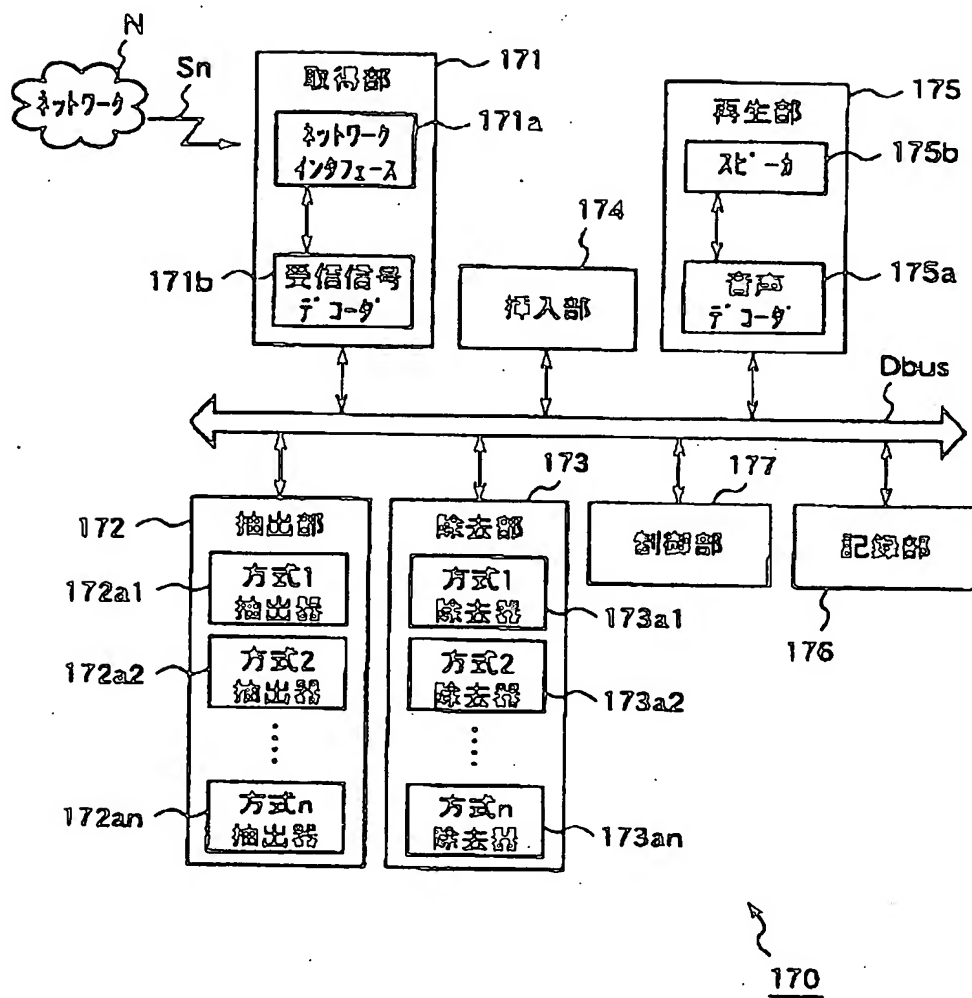 N
ネットワーク
Sn
取得部
171
ネットワーク
インタフェース
171a
171b
受信信号
デコーダ
174
挿入部
再生部
175
スピーカ
175b
音声
デコーダ
175a
Dbus
172
抽出部
方式1
抽出器
172a1
方式2
抽出器
172a2
方式n
抽出器
172an
173
除去部
方式1
除去器
173a1
方式2
除去器
173a2
方式n
除去器
173an
177
制御部
記録部
176
170